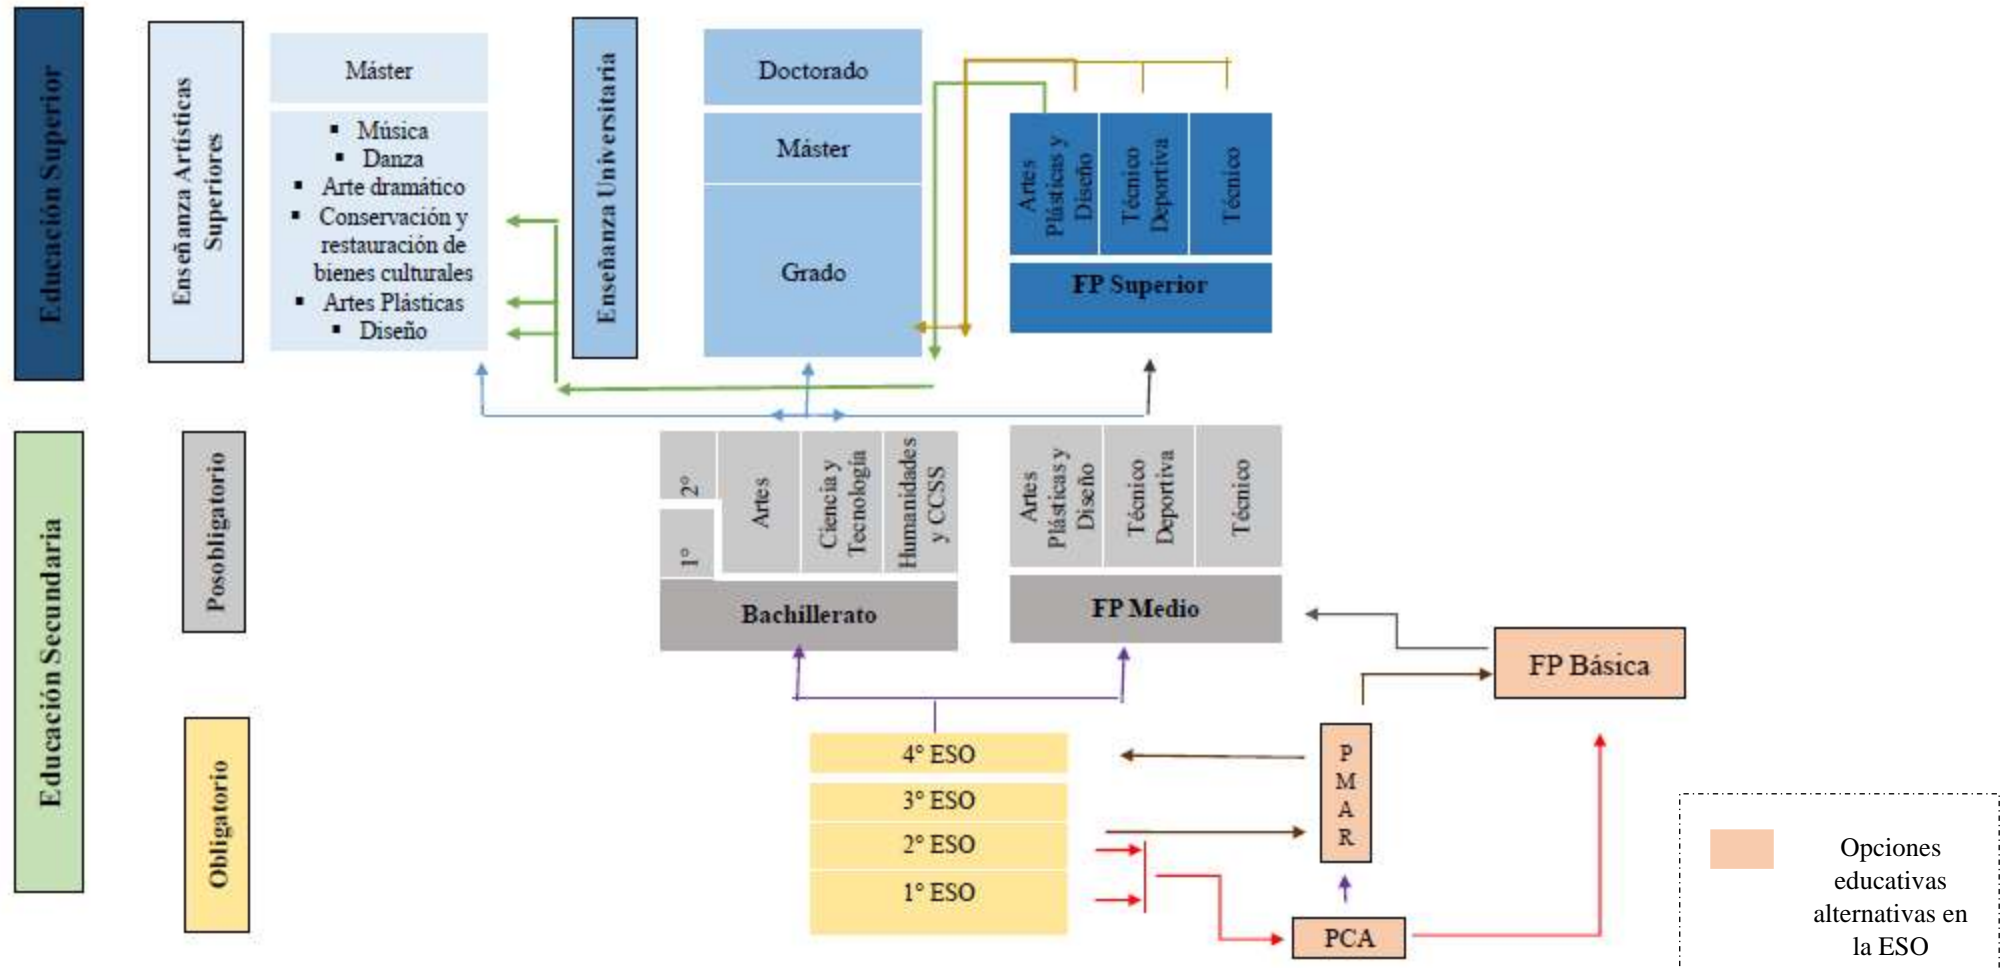 Educación Superior
Enseñanza Artísticas
Superiores
Máster
▪ Música
▪ Danza
▪ Arte dramático
▪ Conservación y
restauración de
bienes culturales
▪ Artes Plásticas
▪ Diseño
Enseñanza Universitaria
Doctorado
Máster
Grado
Artes
Plásticas y
Diseño
Técnico
Deportiva
Técnico
FP Superior
Educación Secundaria
Posobligatorio
2°
1°
Artes
Ciencia y
Tecnología
Humanidades
y CCSS
Bachillerato
Artes
Plásticas y
Diseño
Técnico
Deportiva
Técnico
FP Medio
FP Básica
Obligatorio
4° ESO
3° ESO
2° ESO
1° ESO
P
M
A
R
PCA
Opciones
educativas
alternativas en
la ESO